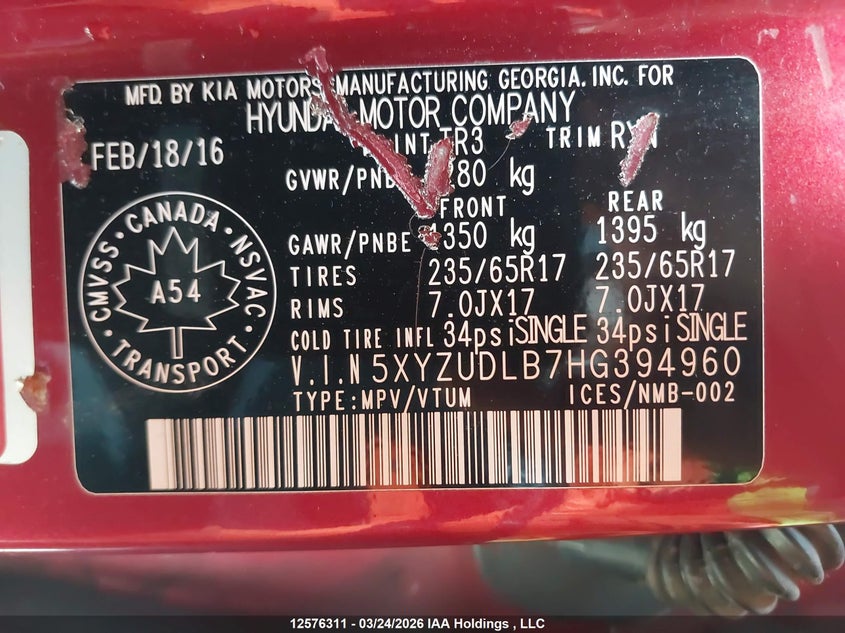 MFD. BY KIA MOTORS MANUFACTURING GEORGIA. INC. FOR
HYUNDAI MOTOR COMPANY
FEB/18/16
TR3 TRIM
GVWR/PNBE kg
FRONT REAR
GAWR/PNBE 1350 kg 1395 kg
TIRES 235/65R17 235/65R17
RIMS 7.0JX17 7.0JX17
COLD TIRE INFL 34psi SINGLE 34psi SINGLE
V.I.N 5XYZUDLB7HG394960
TYPE:MPV/VTUM ICES/NMB-002
CMVSS · CANADA · NSVAC · TRANSPORT
A54
12576311 - 03/24/2026 IAA Holdings , LLC